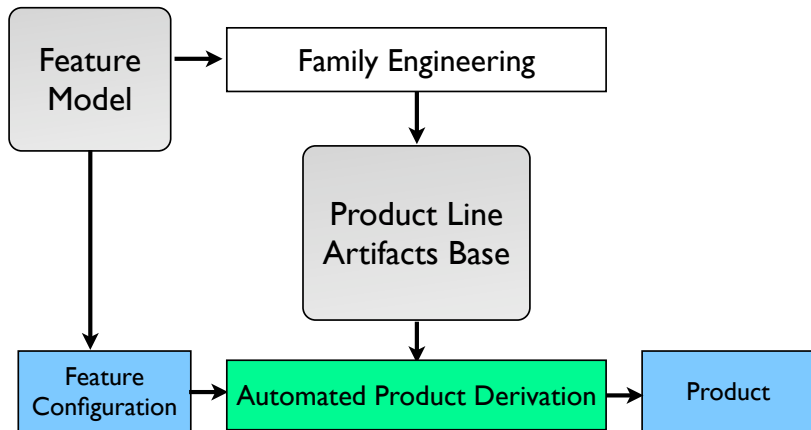 Feature
Model
Family Engineering
Product Line
Artifacts Base
Feature
Configuration
Automated Product Derivation
Product